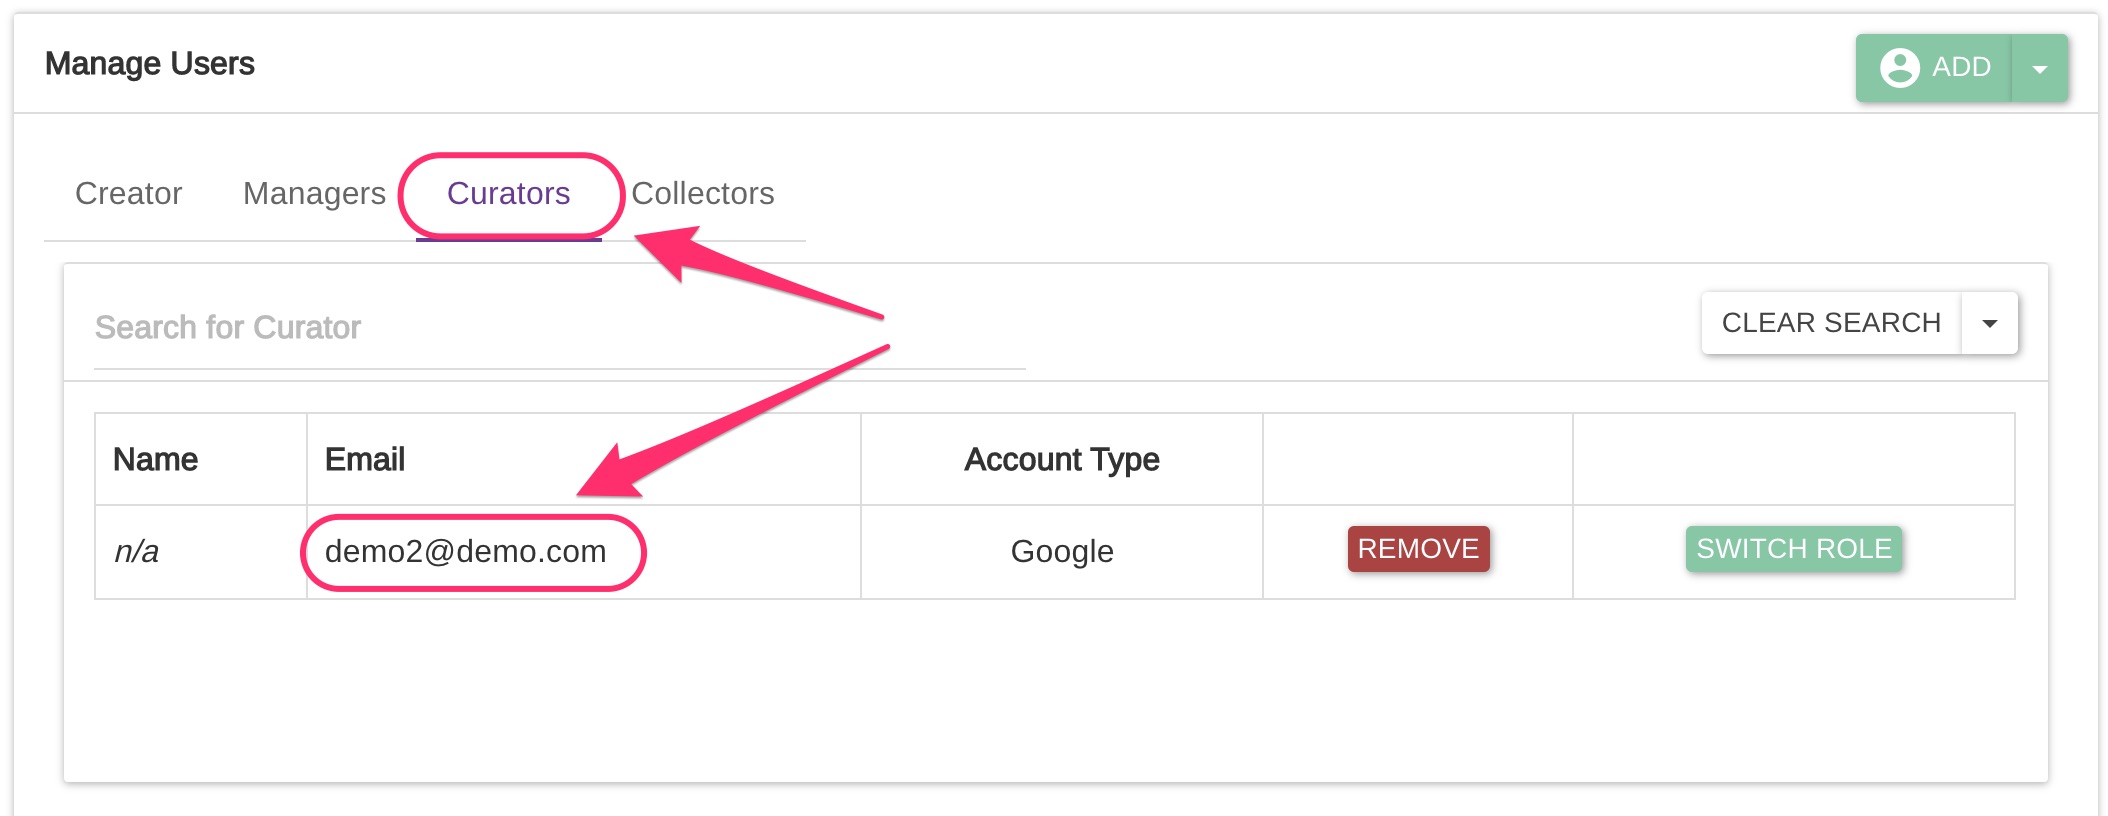 Manage Users
ADD
Creator Managers Curators Collectors
Search for Curator
CLEAR SEARCH
Name Email Account Type
n/a demo2@demo.com Google REMOVE SWITCH ROLE